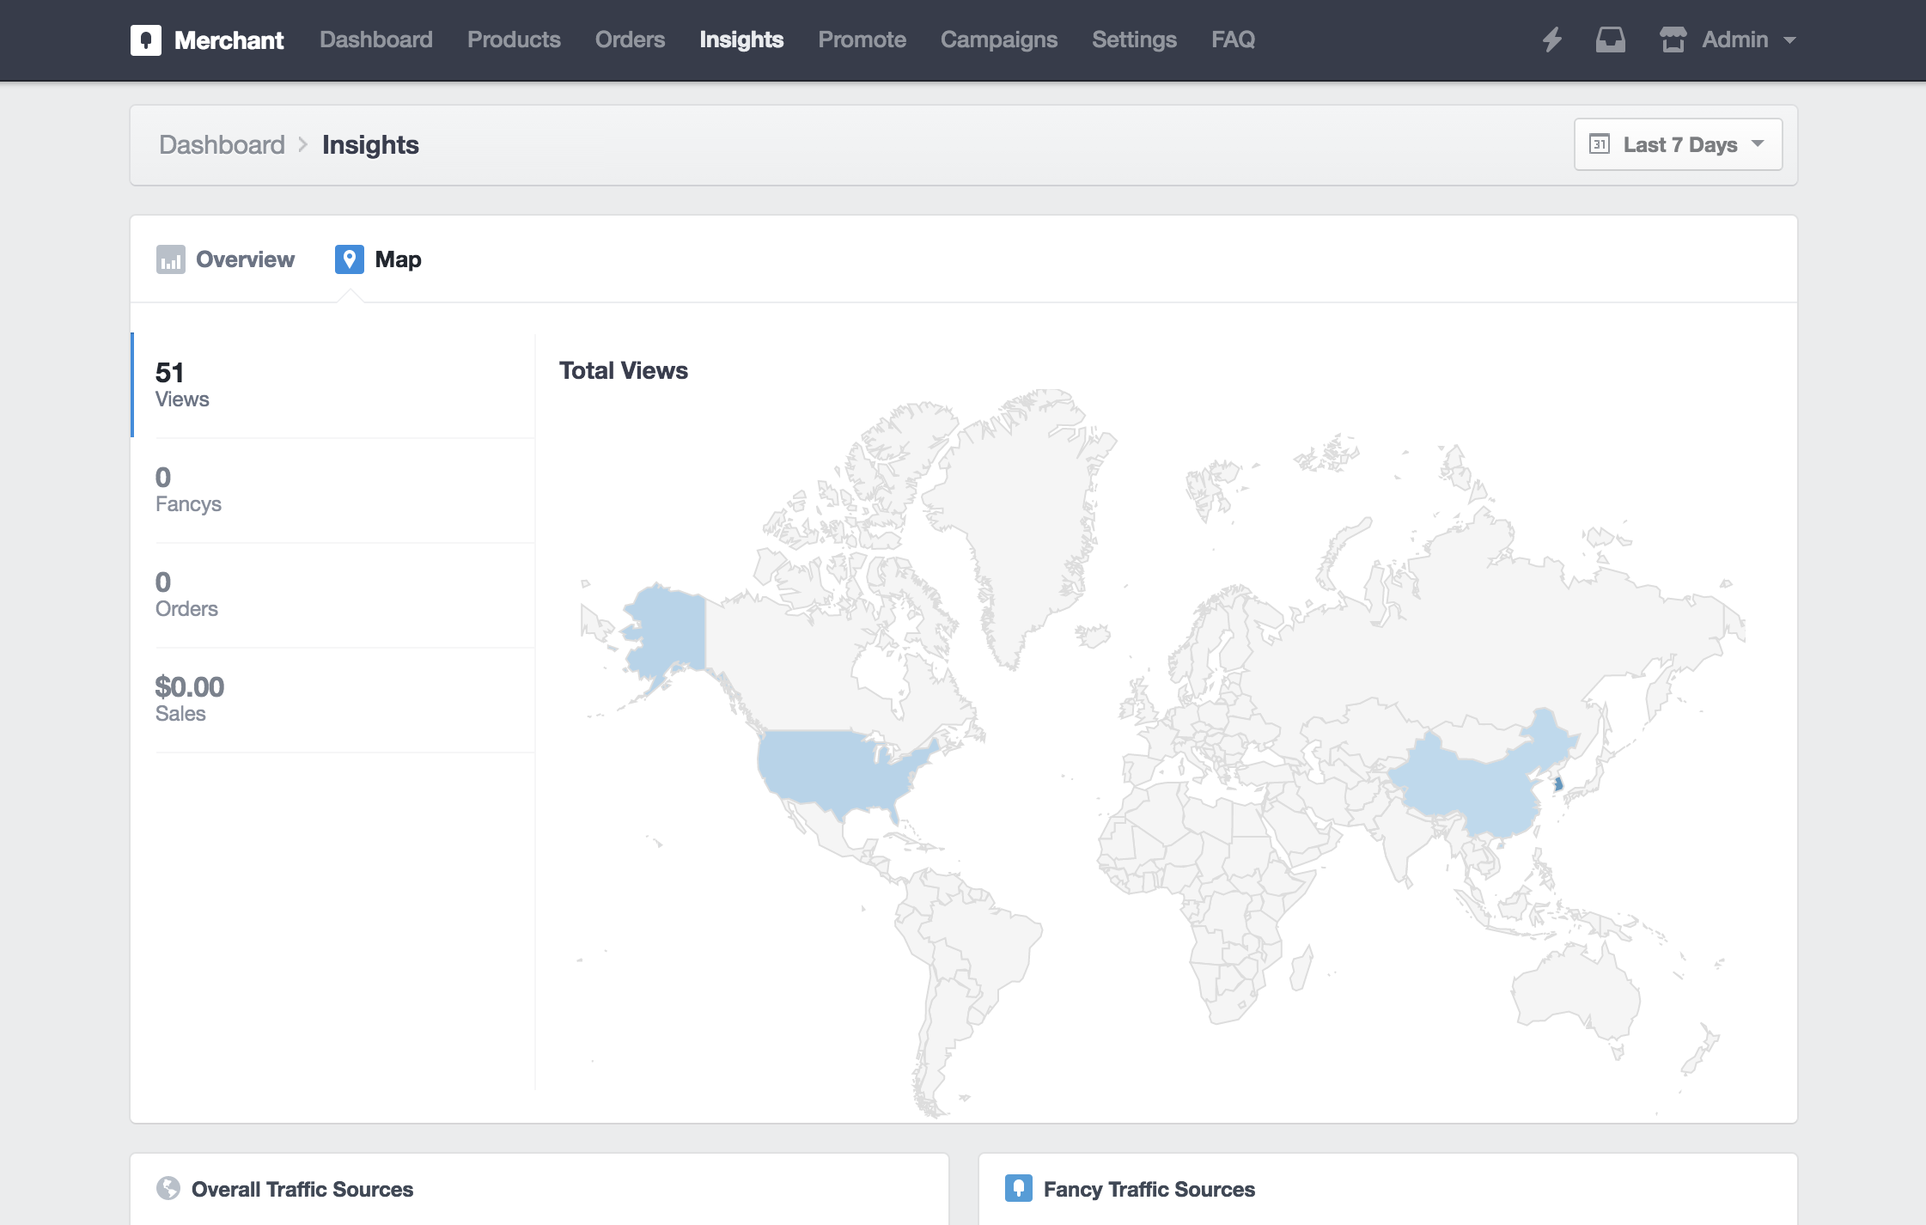 Merchant Dashboard Products Orders Insights Promote Campaigns Settings FAQ Admin
Dashboard Insights 31 Last 7 Days
Overview Map
51
Views
Total Views
0
Fancys
0
Orders
$0.00
Sales
Overall Traffic Sources
Fancy Traffic Sources